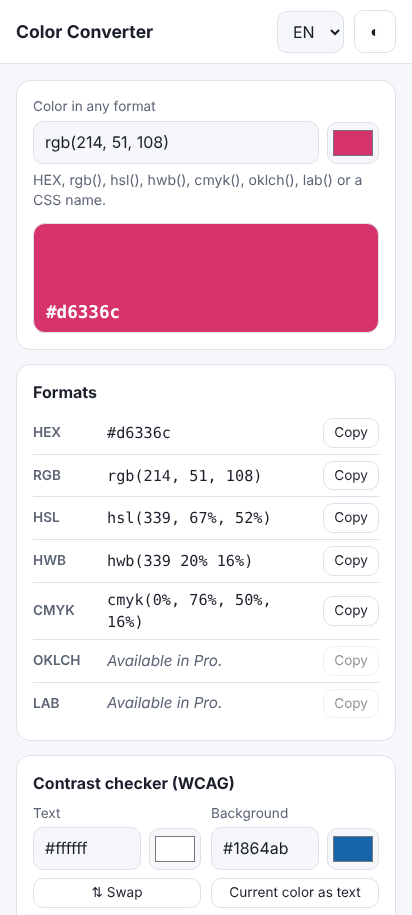 Color Converter
EN
Color in any format
rgb(214, 51, 108)
HEX, rgb(), hsl(), hwb(), cmyk(), oklch(), lab() or a
CSS name.
#d6336c
Formats
HEX #d6336c Copy
RGB rgb(214, 51, 108) Copy
HSL hsl(339, 67%, 52%) Copy
HWB hwb(339 20% 16%) Copy
CMYK cmyk(0%, 76%, 50%,
16%) Copy
OKLCH Available in Pro. Copy
LAB Available in Pro. Copy
Contrast checker (WCAG)
Text Background
#ffffff #1864ab
⇅ Swap Current color as text